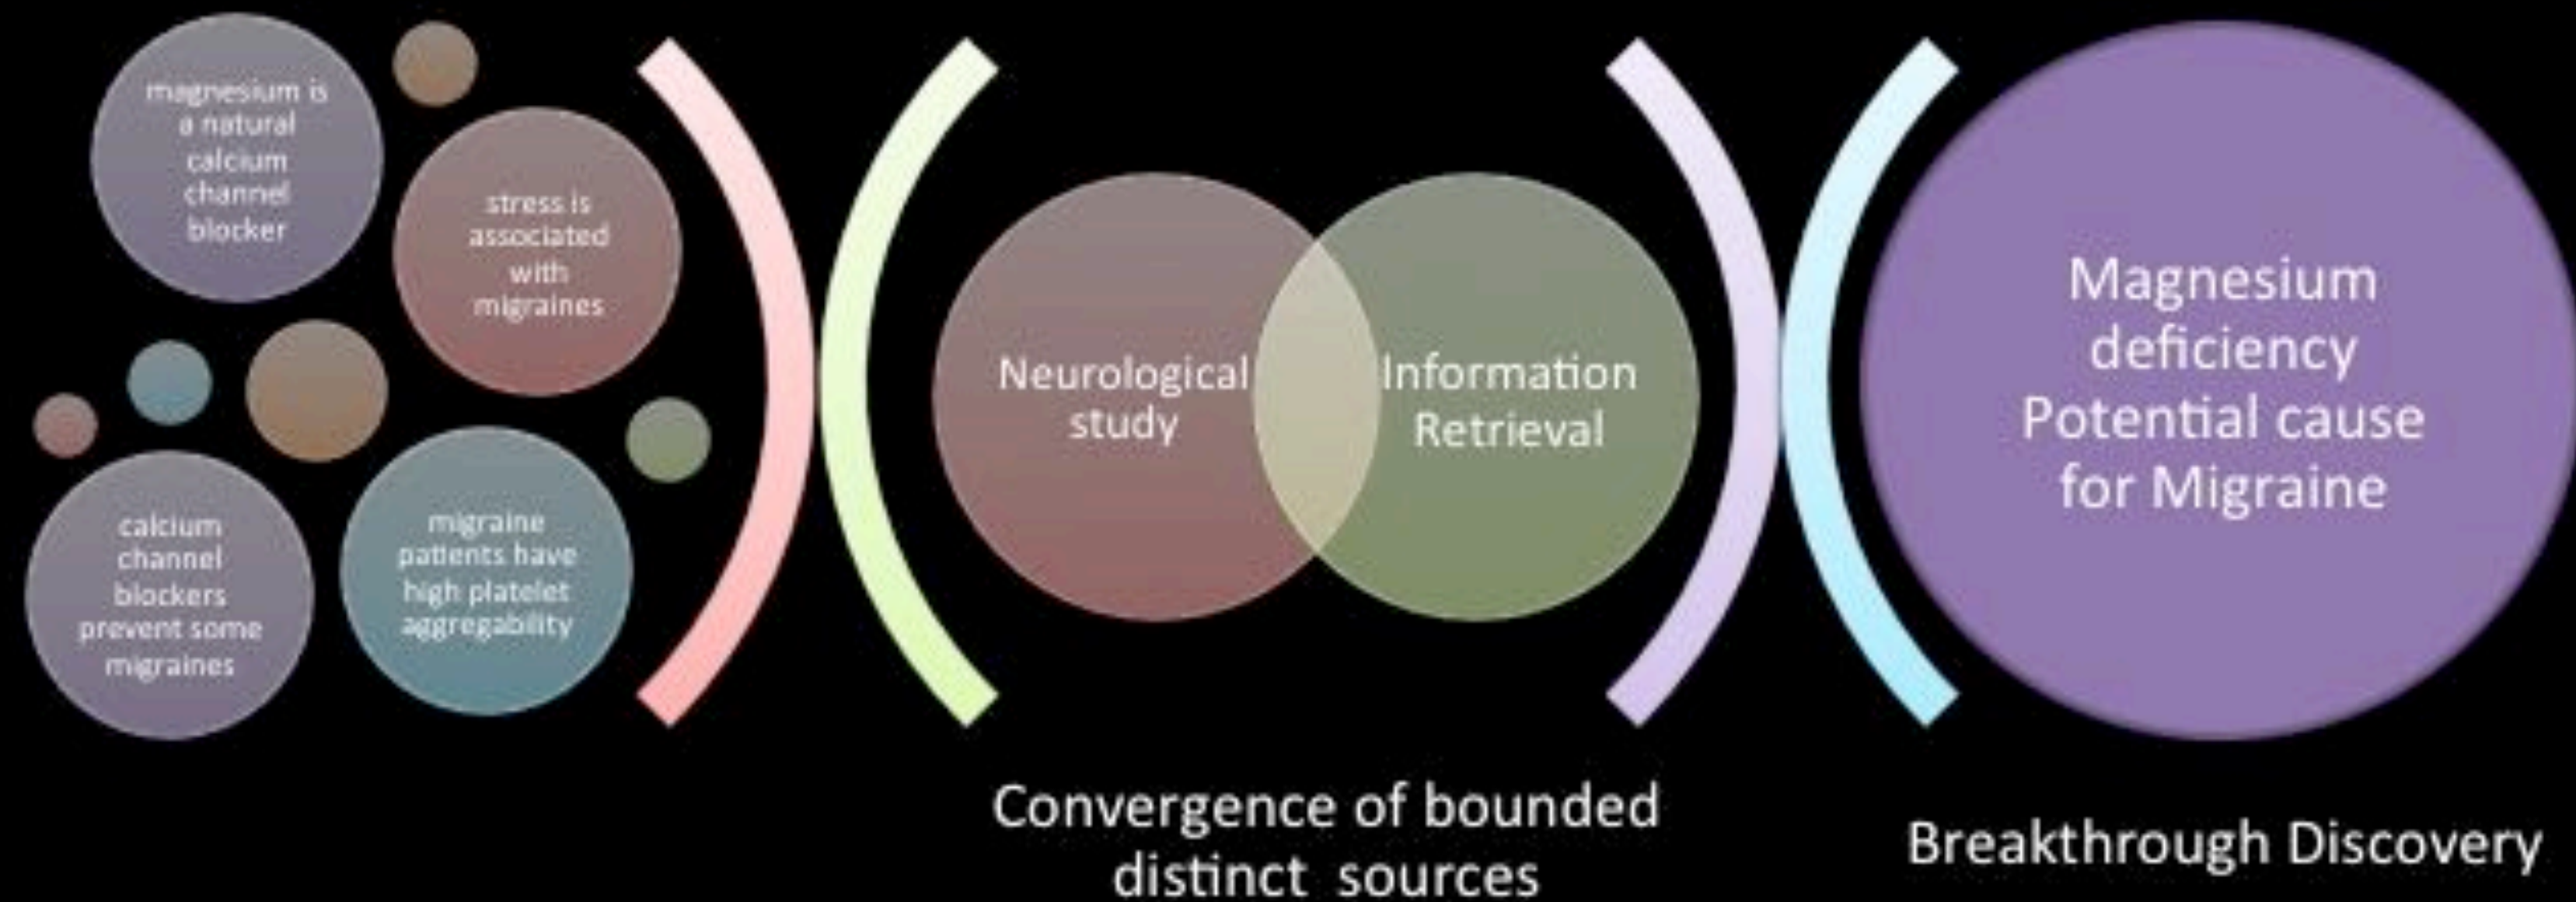 magnesium is
a natural
calcium
channel
blocker
stress is
associated
with
migraines
calcium
channel
blockers
prevent some
migraines
migraine
patients have
high platelet
aggregability
Neurological
study
Information
Retrieval
Convergence of bounded
distinct sources
Magnesium
deficiency
Potential cause
for Migraine
Breakthrough Discovery